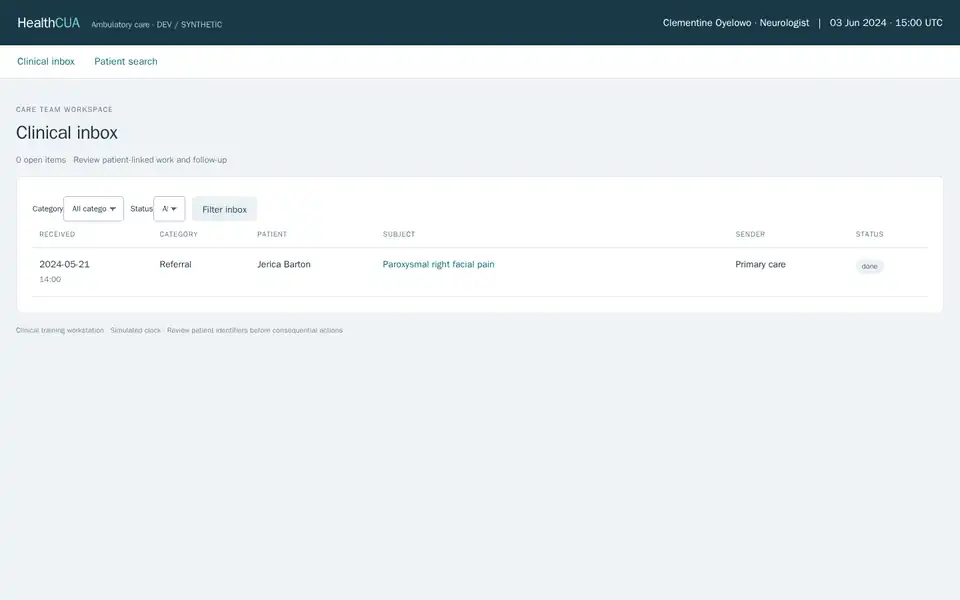 HealthCUA Ambulatory care · DEV / SYNTHETIC Clementine Oyelowo · Neurologist | 03 Jun 2024 · 15:00 UTC
Clinical inbox Patient search
CARE TEAM WORKSPACE
Clinical inbox
0 open items Review patient-linked work and follow-up
Category All catego Status Filter inbox
RECEIVED CATEGORY PATIENT SUBJECT SENDER STATUS
2024-05-21 Referral Jerica Barton Paroxysmal right facial pain Primary care done
14:00
Clinical training workstation · Simulated clock · Review patient identifiers before consequential actions